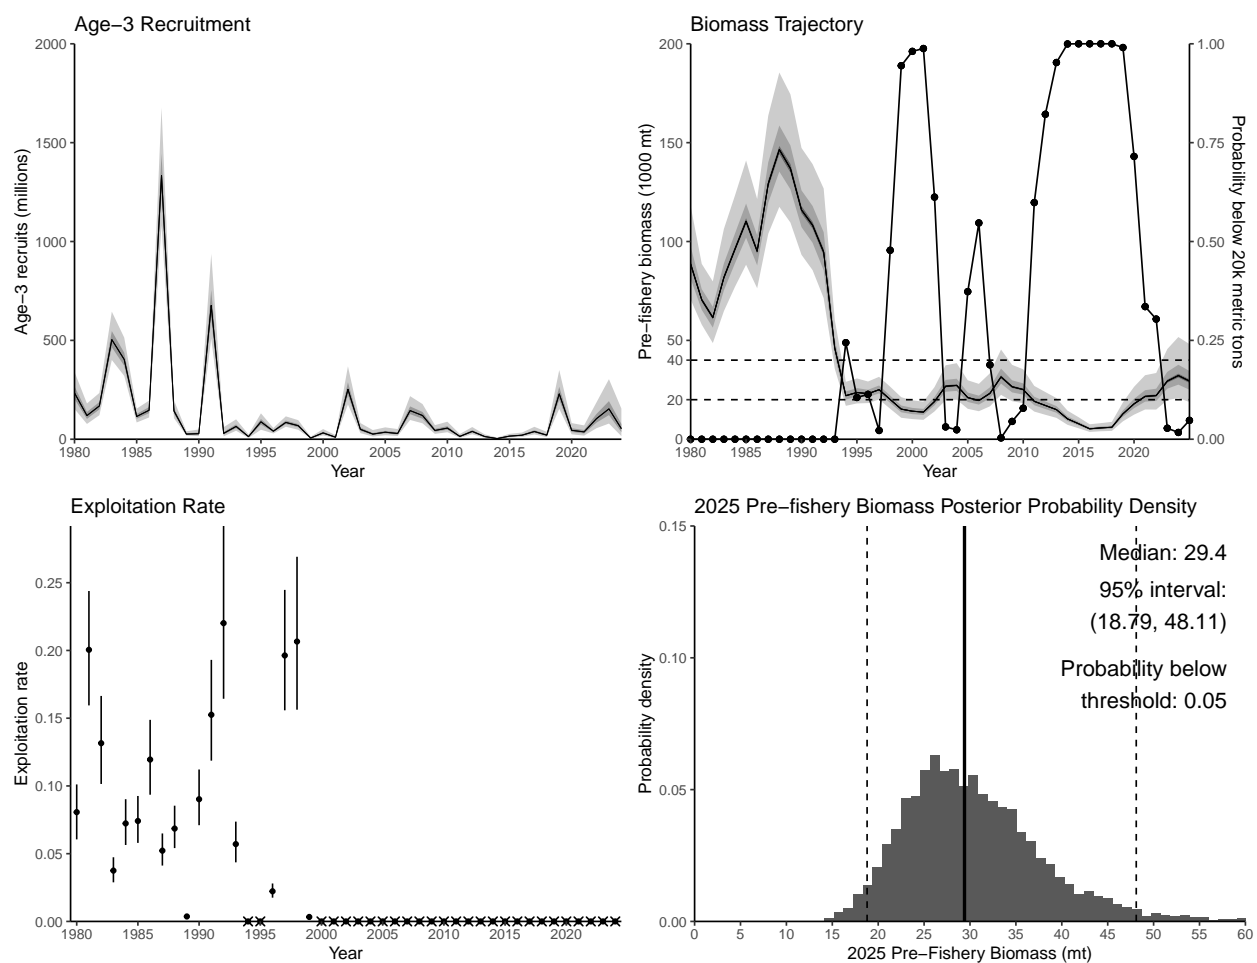 Age−3 Recruitment
2000
1500
1000
500
0
Age−3 recruits (millions)
1980 1985 1990 1995 2000 2005 2010 2015 2020
Year
Biomass Trajectory
200
150
100
50
40
20
0
Pre−fishery biomass (1000 mt)
1.00
0.75
0.50
0.25
0.00
Probability below 20k metric tons
1980 1985 1990 1995 2000 2005 2010 2015 2020
Year
Exploitation Rate
0.25
0.20
0.15
0.10
0.05
0.00
Exploitation rate
1980 1985 1990 1995 2000 2005 2010 2015 2020
Year
2025 Pre−fishery Biomass Posterior Probability Density
0.15
0.10
0.05
0.00
Probability density
Median: 29.4
95% interval:
(18.79, 48.11)
Probability below
threshold: 0.05
0 5 10 15 20 25 30 35 40 45 50 55 60
2025 Pre−Fishery Biomass (mt)